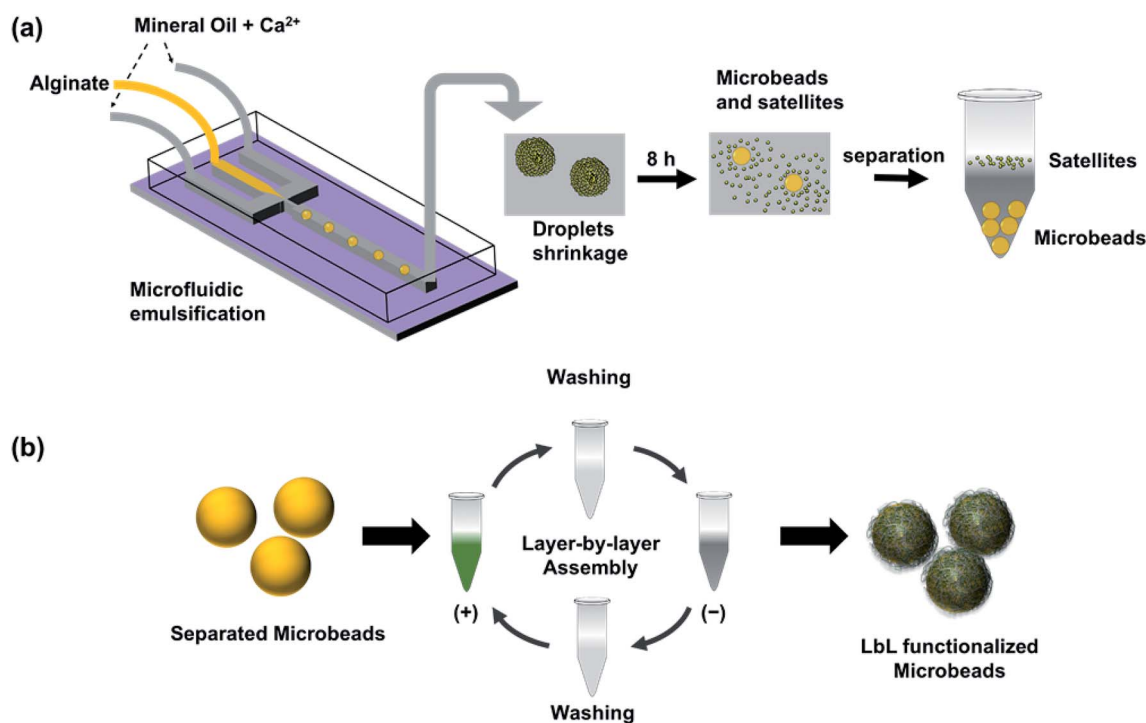 (a)
Mineral Oil + Ca²⁺
Alginate
Microfluidic
emulsification
Droplets
shrinkage
8 h
Microbeads
and satellites
separation
Satellites
Microbeads
(b)
Washing
Separated Microbeads
(+)
Layer-by-layer
Assembly
(−)
Washing
LbL functionalized
Microbeads